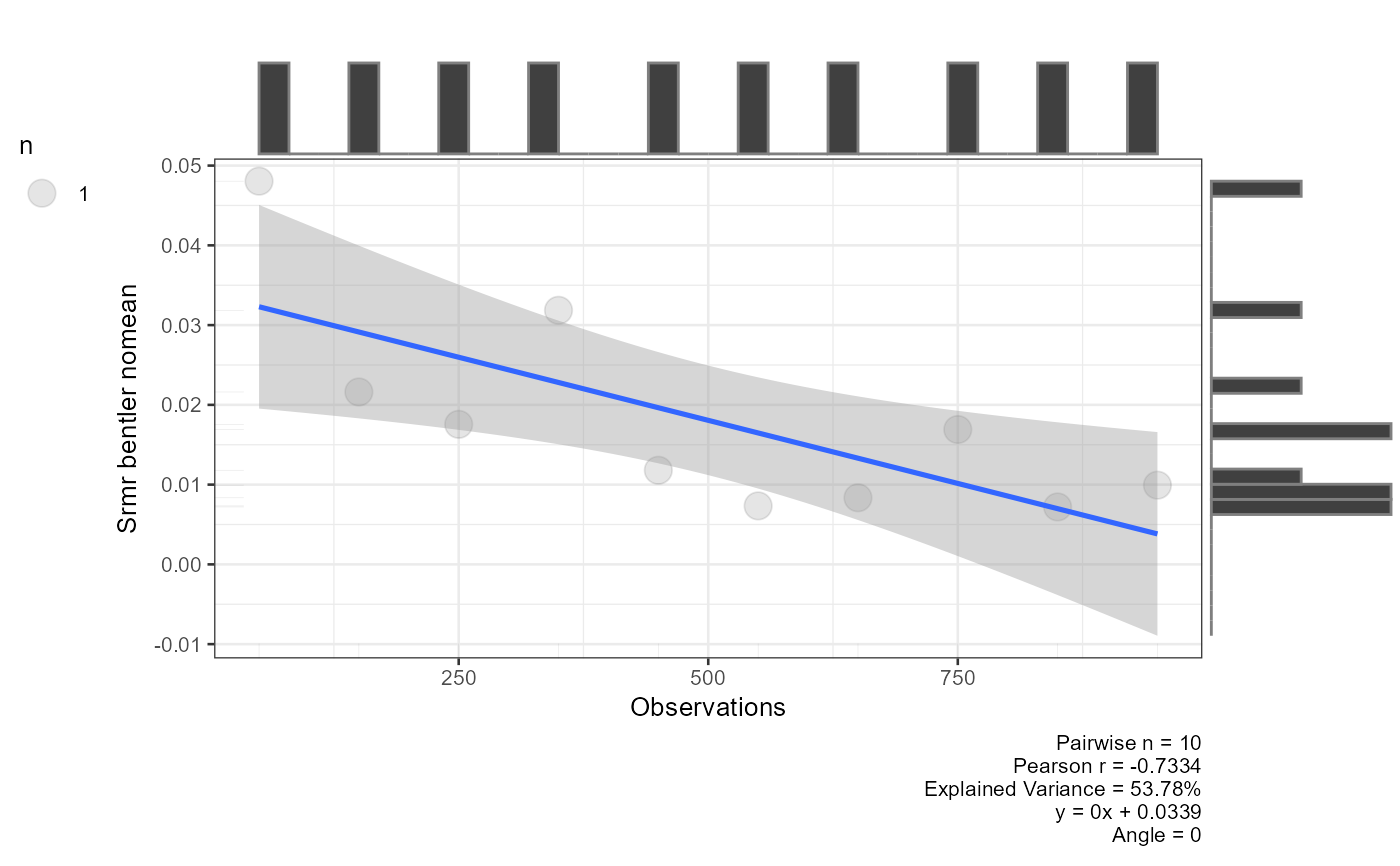 n
1
0.05
0.04
0.03
0.02
0.01
0.00
-0.01
Srmr bentler nomean
250 500 750
Observations
Pairwise n = 10
Pearson r = -0.7334
Explained Variance = 53.78%
y = 0x + 0.0339
Angle = 0